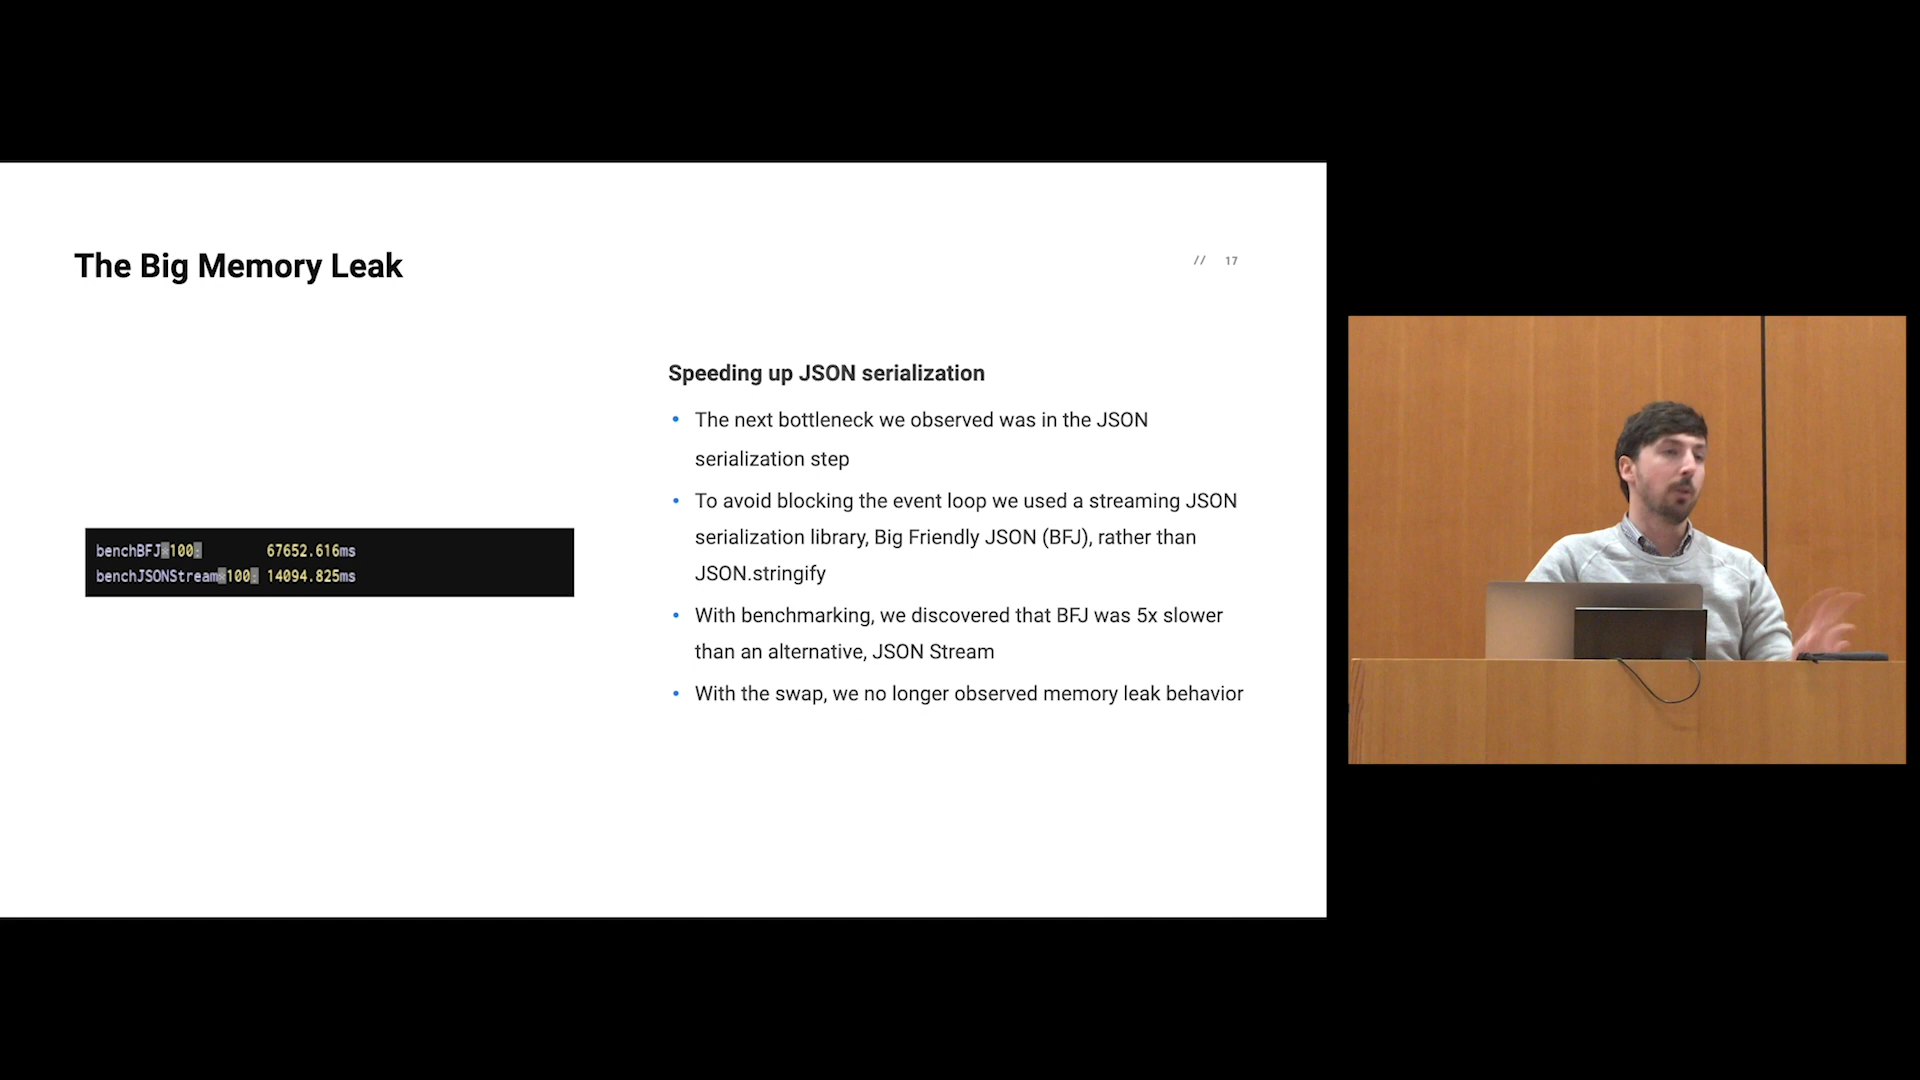 The Big Memory Leak
// 17
Speeding up JSON serialization
• The next bottleneck we observed was in the JSON
serialization step
• To avoid blocking the event loop we used a streaming JSON
serialization library, Big Friendly JSON (BFJ), rather than
JSON.stringify
• With benchmarking, we discovered that BFJ was 5x slower
than an alternative, JSON Stream
• With the swap, we no longer observed memory leak behavior
benchBFJ*100: 67652.616ms
benchJSONStream*100: 14094.825ms